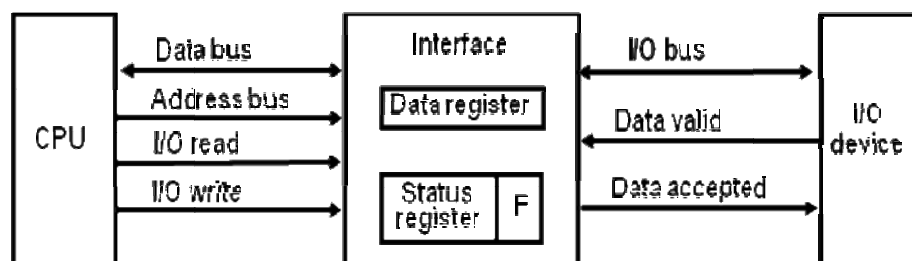 CPU
Data bus
Address bus
I/O read
I/O write
Interface
Data register
Status
register
F
I/O bus
Data valid
Data accepted
I/O
device